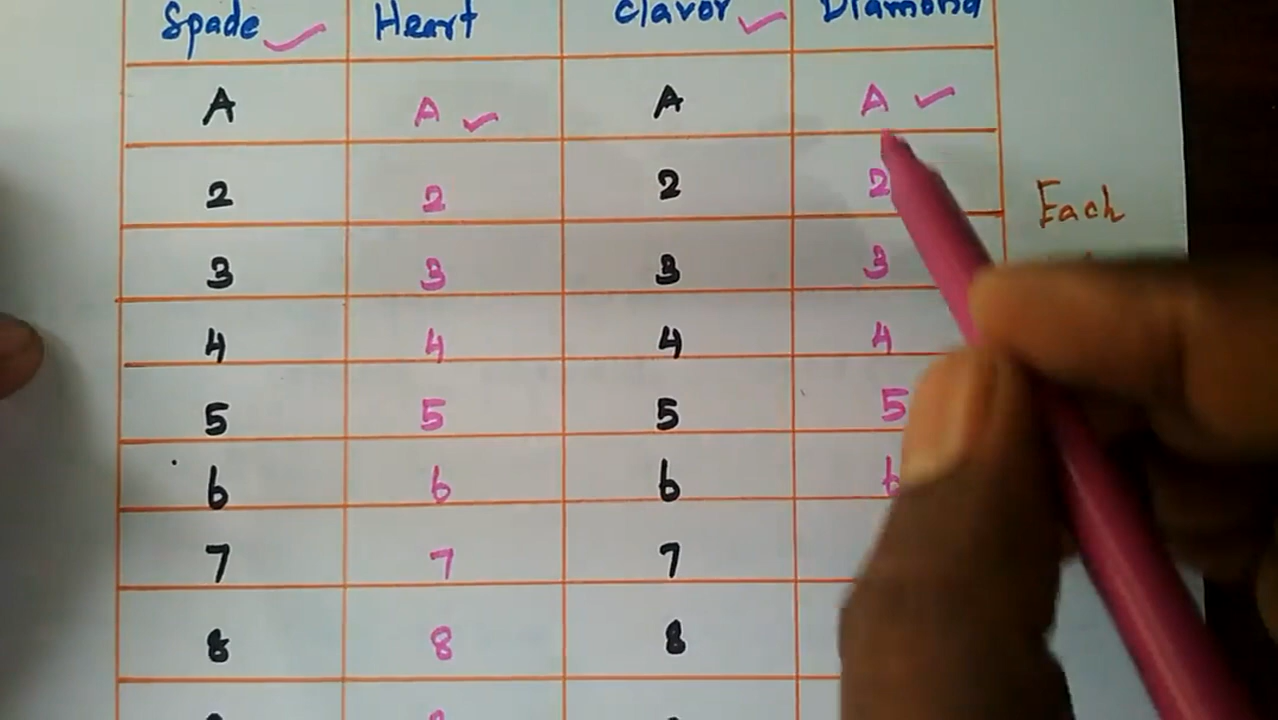 Spade ✓ Heart Clavor ✓ Diamond
A A ✓ A A ✓
2 2 2 2
3 3 3 3
4 4 4 4
5 5 5 5
6 6 6 6
7 7 7
8 8 8
Each